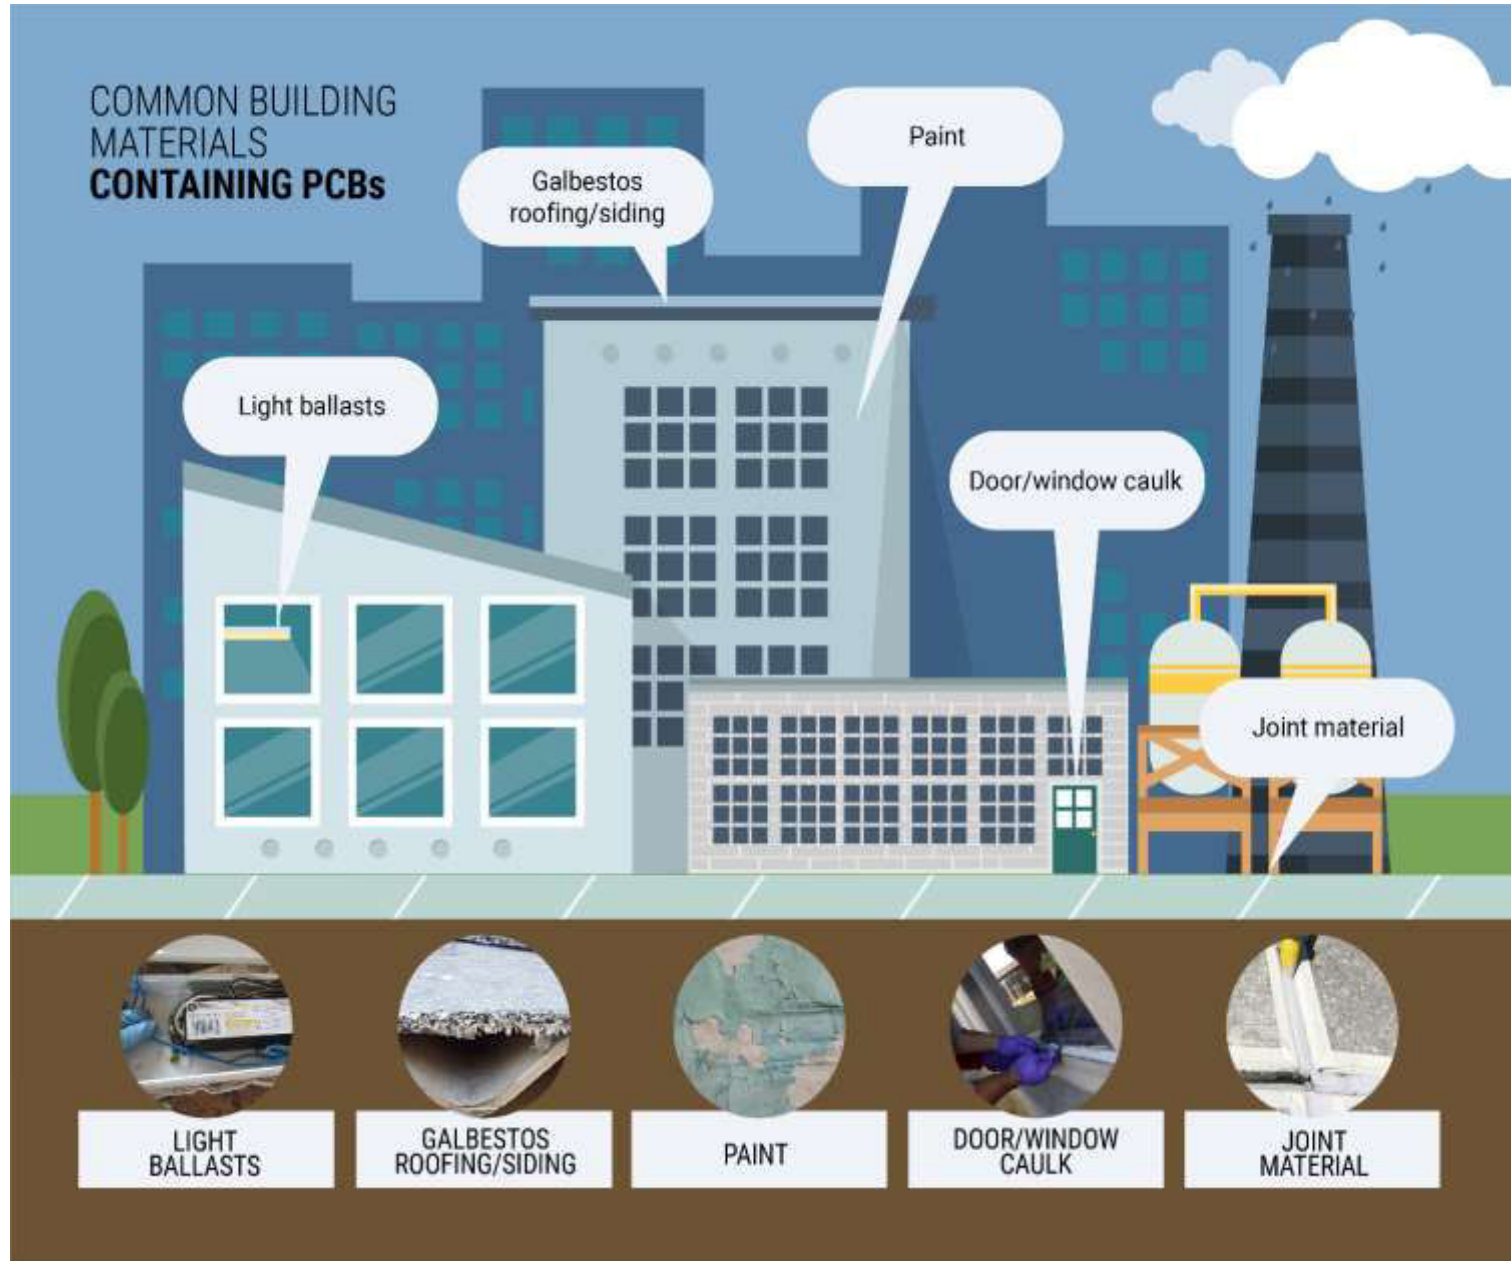 COMMON BUILDING
MATERIALS
CONTAINING PCBs
Galbestos
roofing/siding
Paint
Light ballasts
Door/window caulk
Joint material
LIGHT
BALLASTS
GALBESTOS
ROOFING/SIDING
PAINT
DOOR/WINDOW
CAULK
JOINT
MATERIAL